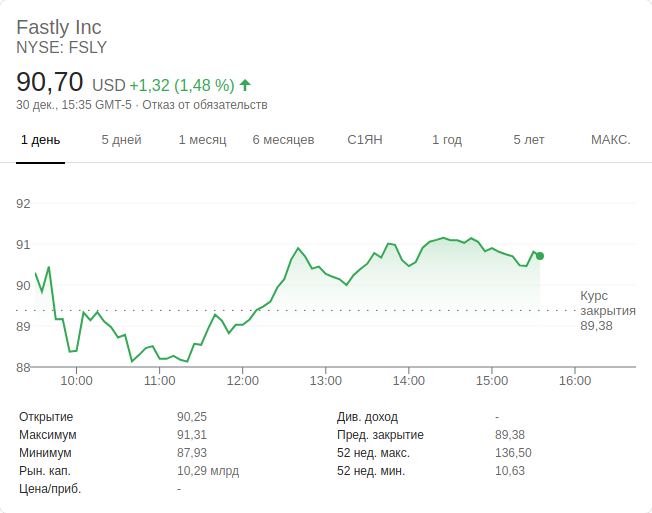 Fastly Inc
NYSE: FSLY
90,70 USD +1,32 (1,48 %)
30 дек., 15:35 GMT-5 · Отказ от обязательств
1 день 5 дней 1 месяц 6 месяцев С1ЯН 1 год 5 лет МАКС.
92
91
90
89
88
Курс
закрытия
89,38
10:00 11:00 12:00 13:00 14:00 15:00 16:00
Открытие 90,25 Див. доход -
Максимум 91,31 Пред. закрытие 89,38
Минимум 87,93 52 нед. макс. 136,50
Рын. кап. 10,29 млрд 52 нед. мин. 10,63
Цена/приб. -